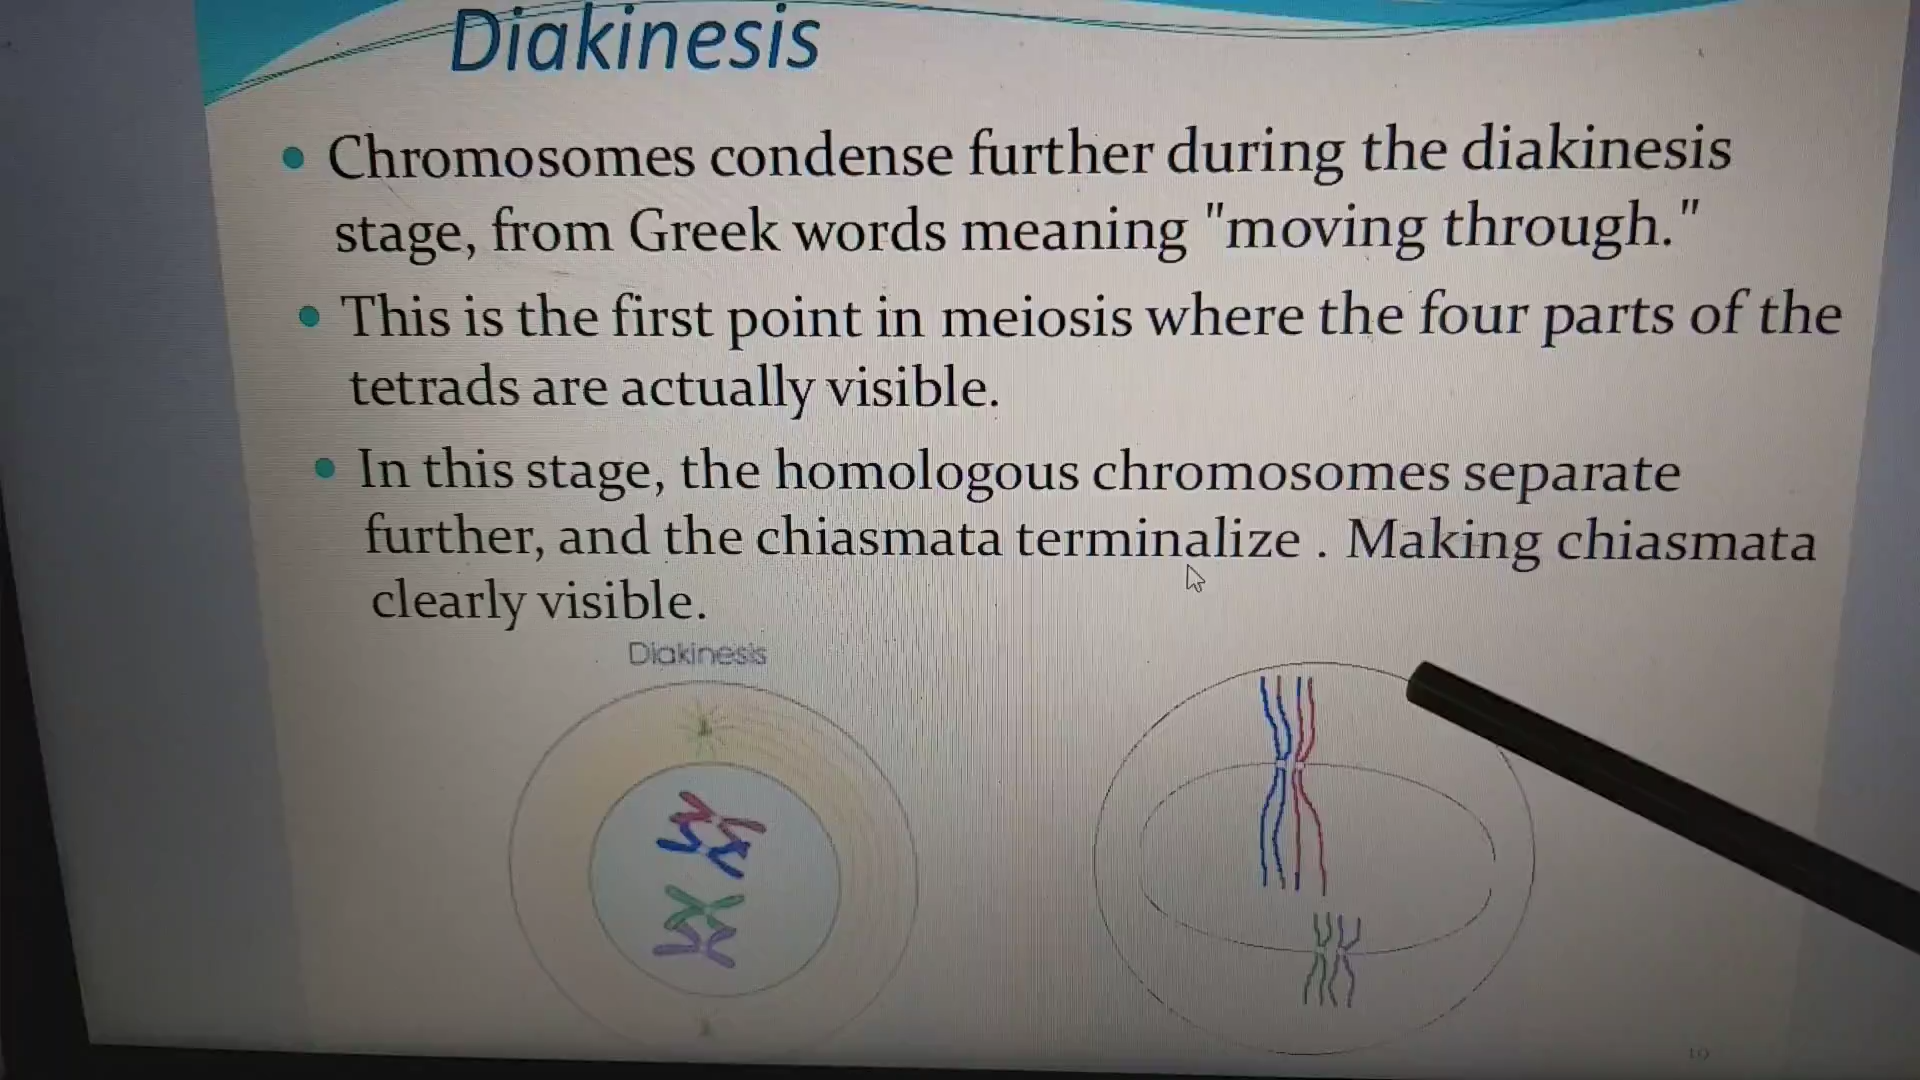 Diakinesis
• Chromosomes condense further during the diakinesis
stage, from Greek words meaning "moving through."
• This is the first point in meiosis where the four parts of the
tetrads are actually visible.
• In this stage, the homologous chromosomes separate
further, and the chiasmata terminalize . Making chiasmata
clearly visible.
Diakinesis
19